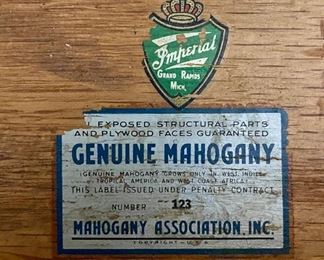 Imperial
GRAND RAPIDS
MICH.
EXPOSED STRUCTURAL PARTS
AND PLYWOOD FACES GUARANTEED
GENUINE MAHOGANY
(GENUINE MAHOGANY GROWS ONLY IN WEST INDIES
TROPICAL AMERICA AND WEST COAST AFRICA)
THIS LABEL ISSUED UNDER PENALTY CONTRACT
NUMBER 123
MAHOGANY ASSOCIATION, INC.
COPYRIGHT - U.S.A.